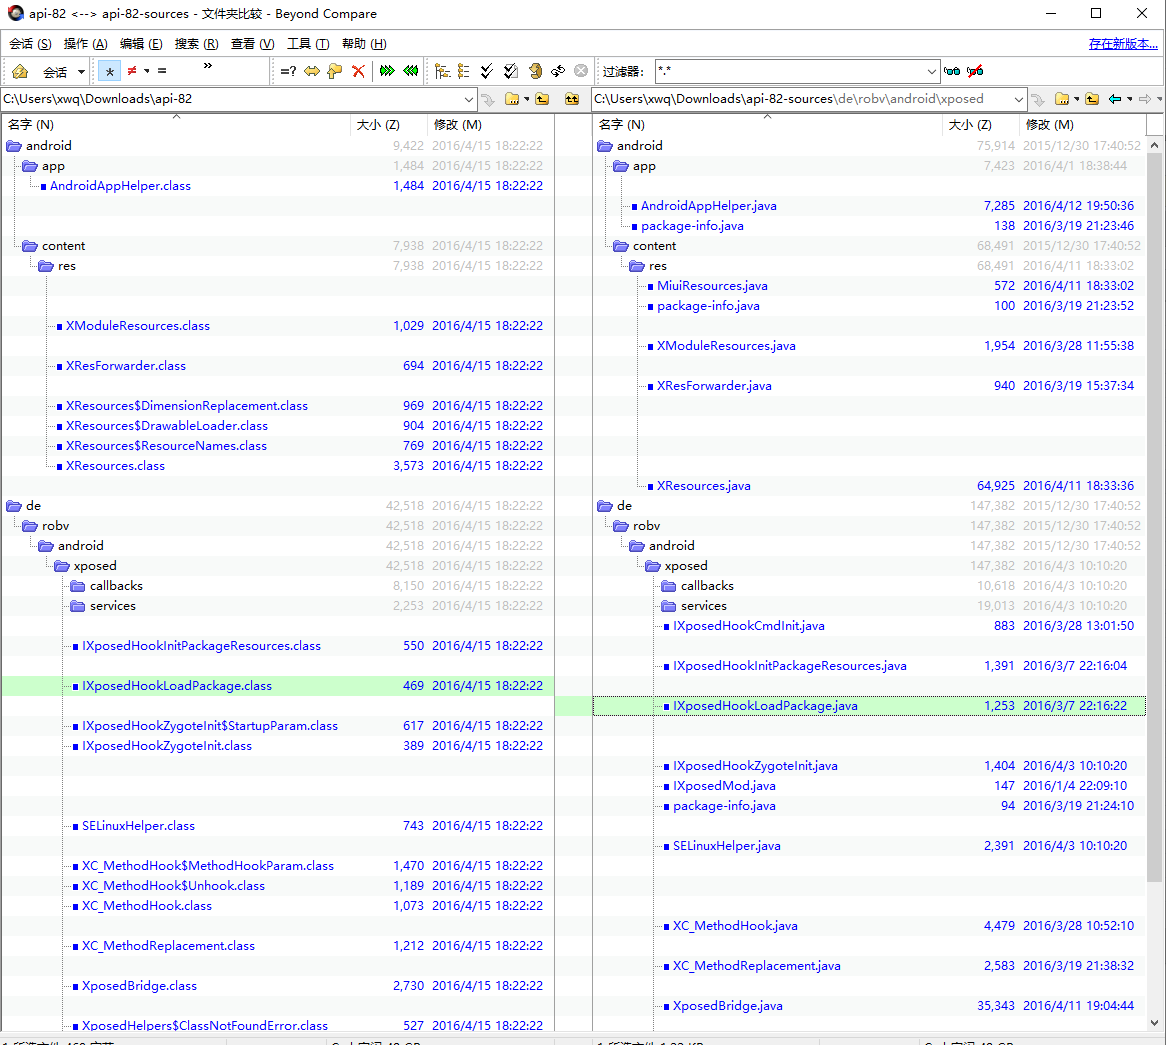 api-82 <--> api-82-sources - 文件夹比较 - Beyond Compare
会话 (S) 操作 (A) 编辑 (E) 搜索 (R) 查看 (V) 工具 (T) 帮助 (H) 存在新版本...
会话 * ≠ = » =? 过滤器: *.*
C:\Users\xwq\Downloads\api-82 C:\Users\xwq\Downloads\api-82-sources\de\robv\android\xposed
名字 (N) 大小 (Z) 修改 (M) 名字 (N) 大小 (Z) 修改 (M)
android 9,422 2016/4/15 18:22:22 android 75,914 2015/12/30 17:40:52
app 1,484 2016/4/15 18:22:22 app 7,423 2016/4/1 18:38:44
AndroidAppHelper.class 1,484 2016/4/15 18:22:22
AndroidAppHelper.java 7,285 2016/4/12 19:50:36
package-info.java 138 2016/3/19 21:23:46
content 7,938 2016/4/15 18:22:22 content 68,491 2015/12/30 17:40:52
res 7,938 2016/4/15 18:22:22 res 68,491 2016/4/11 18:33:02
MiuiResources.java 572 2016/4/11 18:33:02
package-info.java 100 2016/3/19 21:23:52
XModuleResources.class 1,029 2016/4/15 18:22:22
XModuleResources.java 1,954 2016/3/28 11:55:38
XResForwarder.class 694 2016/4/15 18:22:22
XResForwarder.java 940 2016/3/19 15:37:34
XResources$DimensionReplacement.class 969 2016/4/15 18:22:22
XResources$DrawableLoader.class 904 2016/4/15 18:22:22
XResources$ResourceNames.class 769 2016/4/15 18:22:22
XResources.class 3,573 2016/4/15 18:22:22
XResources.java 64,925 2016/4/11 18:33:36
de 42,518 2016/4/15 18:22:22 de 147,382 2015/12/30 17:40:52
robv 42,518 2016/4/15 18:22:22 robv 147,382 2015/12/30 17:40:52
android 42,518 2016/4/15 18:22:22 android 147,382 2015/12/30 17:40:52
xposed 42,518 2016/4/15 18:22:22 xposed 147,382 2016/4/3 10:10:20
callbacks 8,150 2016/4/15 18:22:22 callbacks 10,618 2016/4/3 10:10:20
services 2,253 2016/4/15 18:22:22 services 19,013 2016/4/3 10:10:20
IXposedHookCmdInit.java 883 2016/3/28 13:01:50
IXposedHookInitPackageResources.class 550 2016/4/15 18:22:22
IXposedHookInitPackageResources.java 1,391 2016/3/7 22:16:04
IXposedHookLoadPackage.class 469 2016/4/15 18:22:22
IXposedHookLoadPackage.java 1,253 2016/3/7 22:16:22
IXposedHookZygoteInit$StartupParam.class 617 2016/4/15 18:22:22
IXposedHookZygoteInit.class 389 2016/4/15 18:22:22
IXposedHookZygoteInit.java 1,404 2016/4/3 10:10:20
IXposedMod.java 147 2016/1/4 22:09:10
package-info.java 94 2016/3/19 21:24:10
SELinuxHelper.class 743 2016/4/15 18:22:22
SELinuxHelper.java 2,391 2016/4/3 10:10:20
XC_MethodHook$MethodHookParam.class 1,470 2016/4/15 18:22:22
XC_MethodHook$Unhook.class 1,189 2016/4/15 18:22:22
XC_MethodHook.class 1,073 2016/4/15 18:22:22
XC_MethodHook.java 4,479 2016/3/28 10:52:10
XC_MethodReplacement.class 1,212 2016/4/15 18:22:22
XC_MethodReplacement.java 2,583 2016/3/19 21:38:32
XposedBridge.class 2,730 2016/4/15 18:22:22
XposedBridge.java 35,343 2016/4/11 19:04:44
XposedHelpers$ClassNotFoundError.class 527 2016/4/15 18:22:22